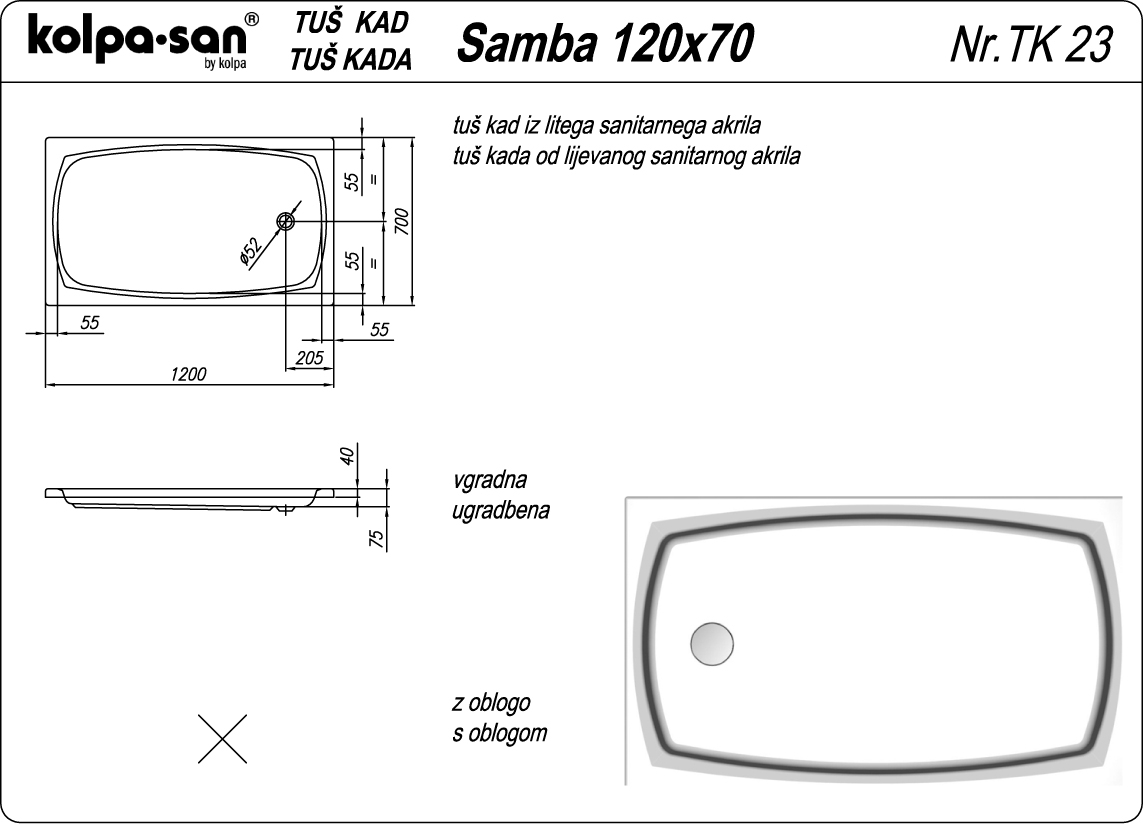 kolpa·san®
by kolpa
TUŠ KAD
TUŠ KADA
Samba 120x70
Nr.TK 23
tuš kad iz litega sanitarnega akrila
tuš kada od lijevanog sanitarnog akrila
55
=
700
ø52
55
=
55
55
205
1200
40
75
vgradna
ugradbena
z oblogo
s oblogom